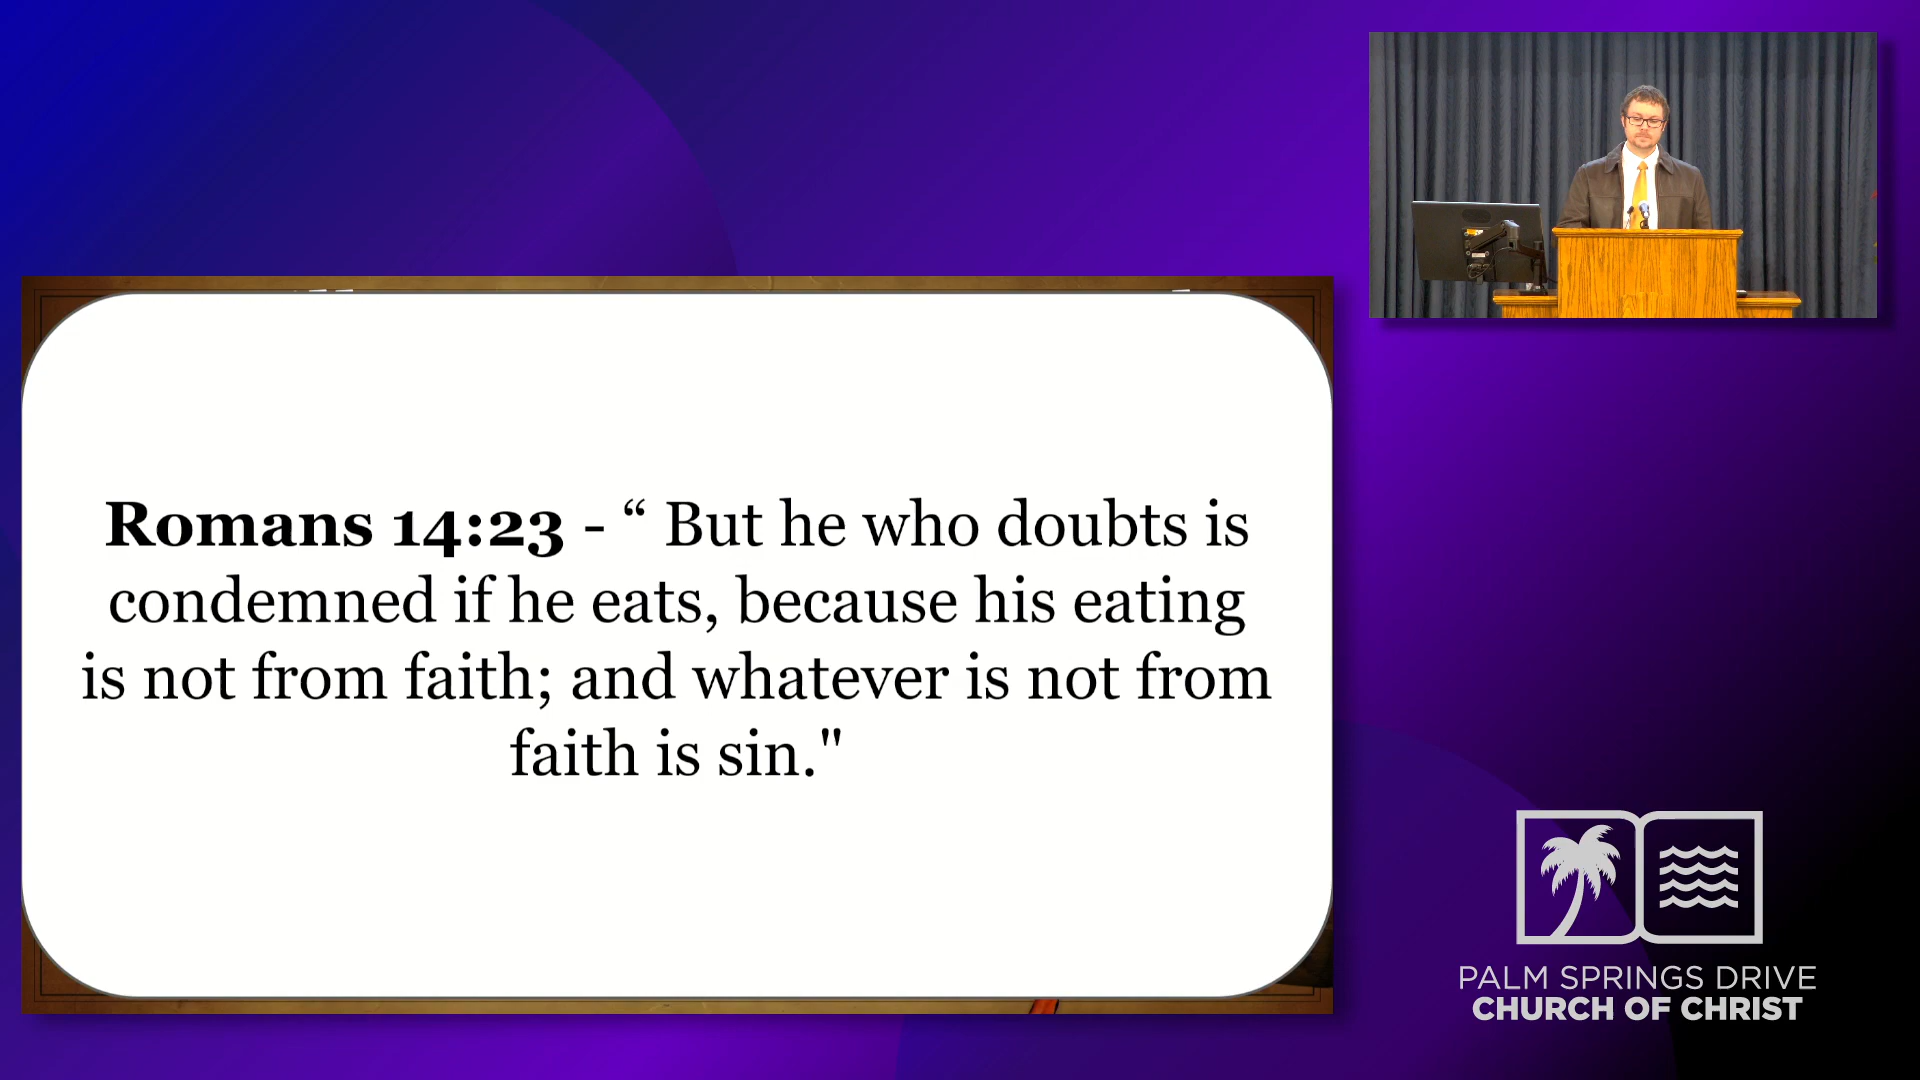 Romans 14:23 - “ But he who doubts is
condemned if he eats, because his eating
is not from faith; and whatever is not from
faith is sin."
PALM SPRINGS DRIVE
CHURCH OF CHRIST